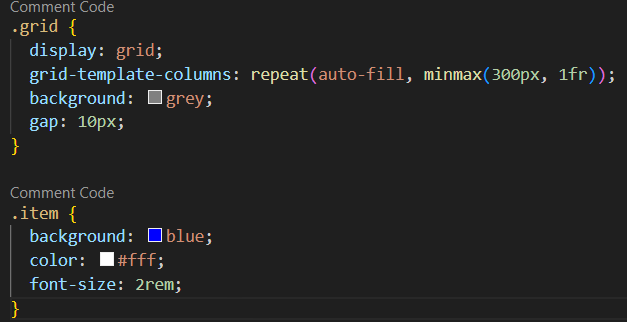 Comment Code
.grid {
display: grid;
grid-template-columns: repeat(auto-fill, minmax(300px, 1fr));
background: grey;
gap: 10px;
}
Comment Code
.item {
background: blue;
color: #fff;
font-size: 2rem;
}